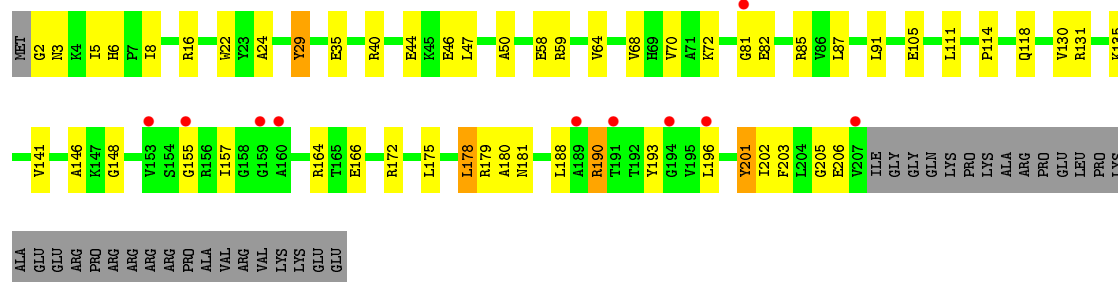 MET G2 N3 K4 I5 H6 P7 I8 R16 W22 Y23 A24 Y29 E35 R40 E44 K45 E46 L47 A50 E58 R59 V64 V68 H69 V70 A71 K72 G81 E82 R85 V86 L87 L91 E105 L111 P114 Q118 V130 R131 K135
V141 A146 K147 G148 V153 S154 G155 R156 I157 G158 G159 A160 R164 T165 E166 R172 L175 L178 R179 A180 N181 L188 A189 R190 T191 T192 Y193 G194 V195 L196 Y201 I202 F203 L204 G205 E206 V207 ILE GLY GLY GLN LYS PRO LYS ALA ARG PRO GLU LEU PRO LYS
ALA GLU GLU ARG PRO ARG ARG ARG ARG PRO ALA VAL ARG VAL LYS LYS GLU GLU